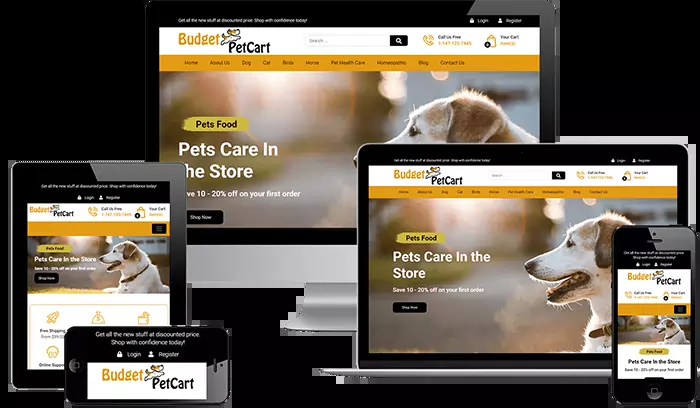 Get all the new stuff at discounted price. Shop with confidence today!
Login Register
Budget PetCart
Search ...
Call Us Free
1-147-123-7445
Your Cart
0 item(s)
Home About Us Dog Cat Birds Horse Pet Health Care Homeopathic Blog Contact Us
Pets Food
Pets Care In
the Store
Save 10 - 20% off on your first order
Shop Now
Get all the new stuff at discounted price. Shop with confidence today!
Login Register
Budget PetCart
Search ...
Call Us Free
1-147-123-7445
Your Cart
0 item(s)
Home About Us Dog Cat Birds Horse Pet Health Care Homeopathic Blog Contact Us
Pets Food
Pets Care In the
Store
Save 10 - 20% off on your first order
Shop Now
Get all the new stuff at discounted price. Shop with confidence today!
Login Register
Budget PetCart
Call Us Free
1-147-123-7445
Your Cart
0 item(s)
Pets Food
Pets Care In the Store
Save 10 - 20% off on your first order
Shop Now
Free Shipping
From
Online Support
Get all the new stuff at discounted price.
Shop with confidence today!
Login Register
Budget PetCart
Get all the new stuff at discounted price.
Shop with confidence today!
Login Register
Budget PetCart
Call Us Free
1-147-123-7445
Your Cart
0 item(s)
Pets Food
Pets Care In the Store
Save 10 - 20% off on your first order